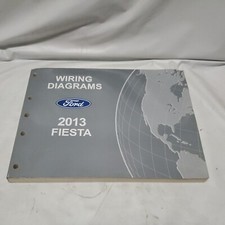 WIRING
DIAGRAMS
Ford
2013
FIESTA